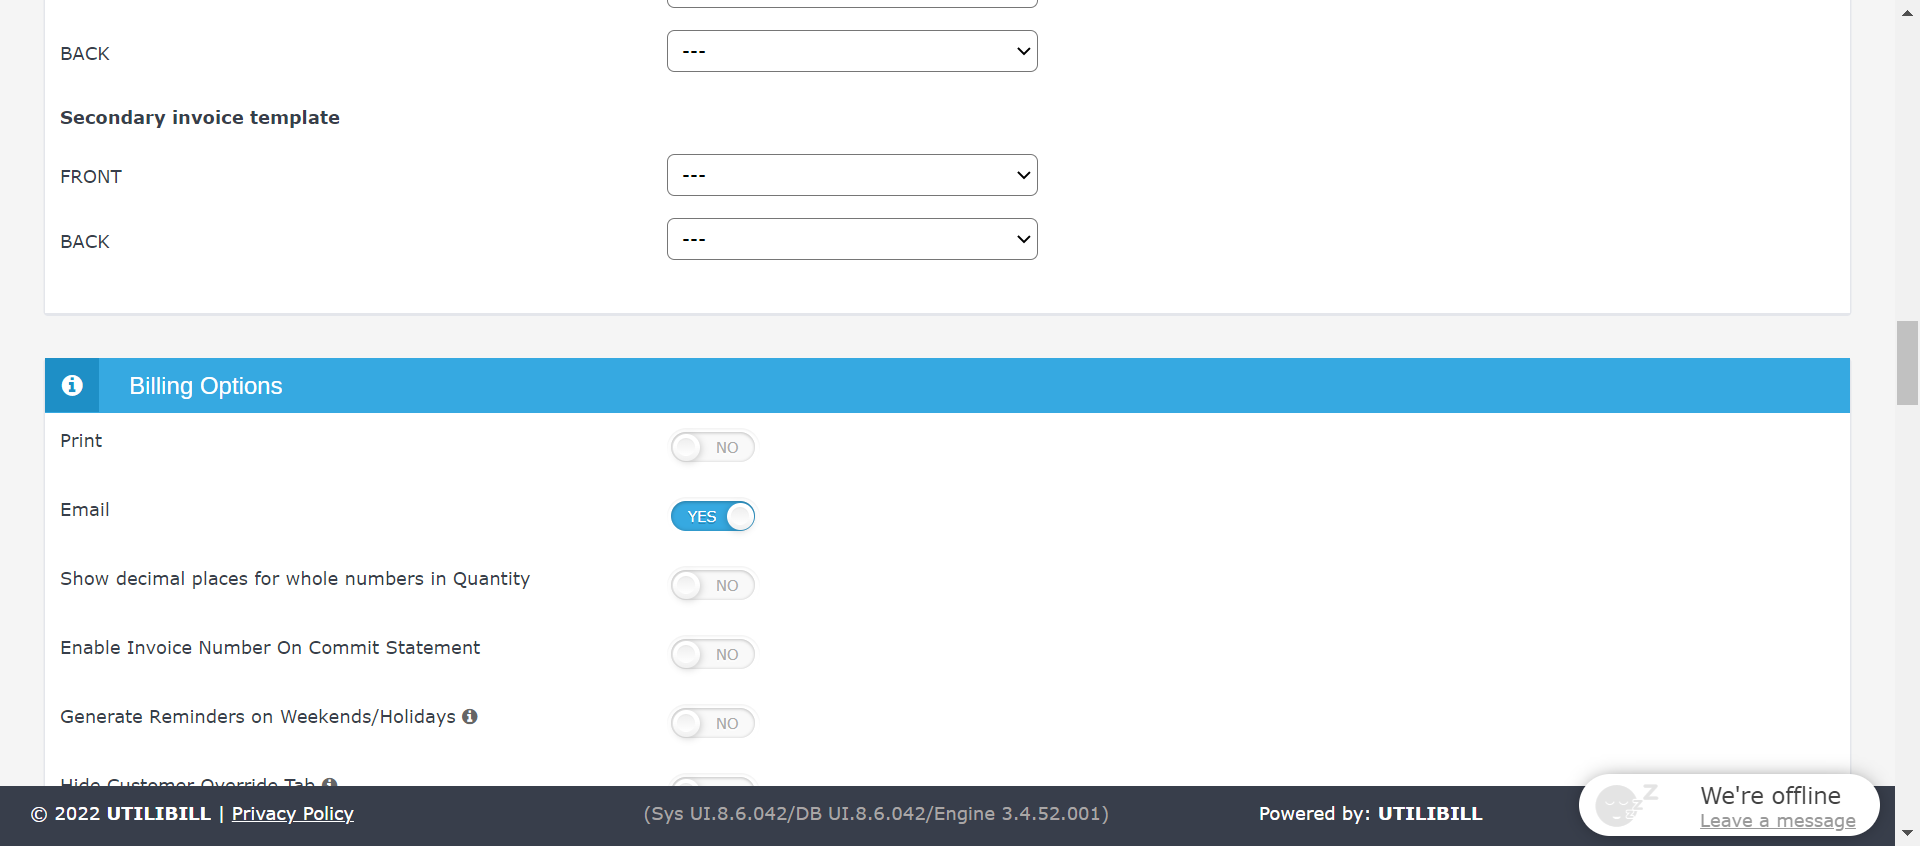 BACK
---
Secondary invoice template
FRONT
---
BACK
---
Billing Options
Print
NO
Email
YES
Show decimal places for whole numbers in Quantity
NO
Enable Invoice Number On Commit Statement
NO
Generate Reminders on Weekends/Holidays
NO
Hide Customer Override Tab
© 2022 UTILIBILL | Privacy Policy
(Sys UI.8.6.042/DB UI.8.6.042/Engine 3.4.52.001)
Powered by: UTILIBILL
We're offline
Leave a message